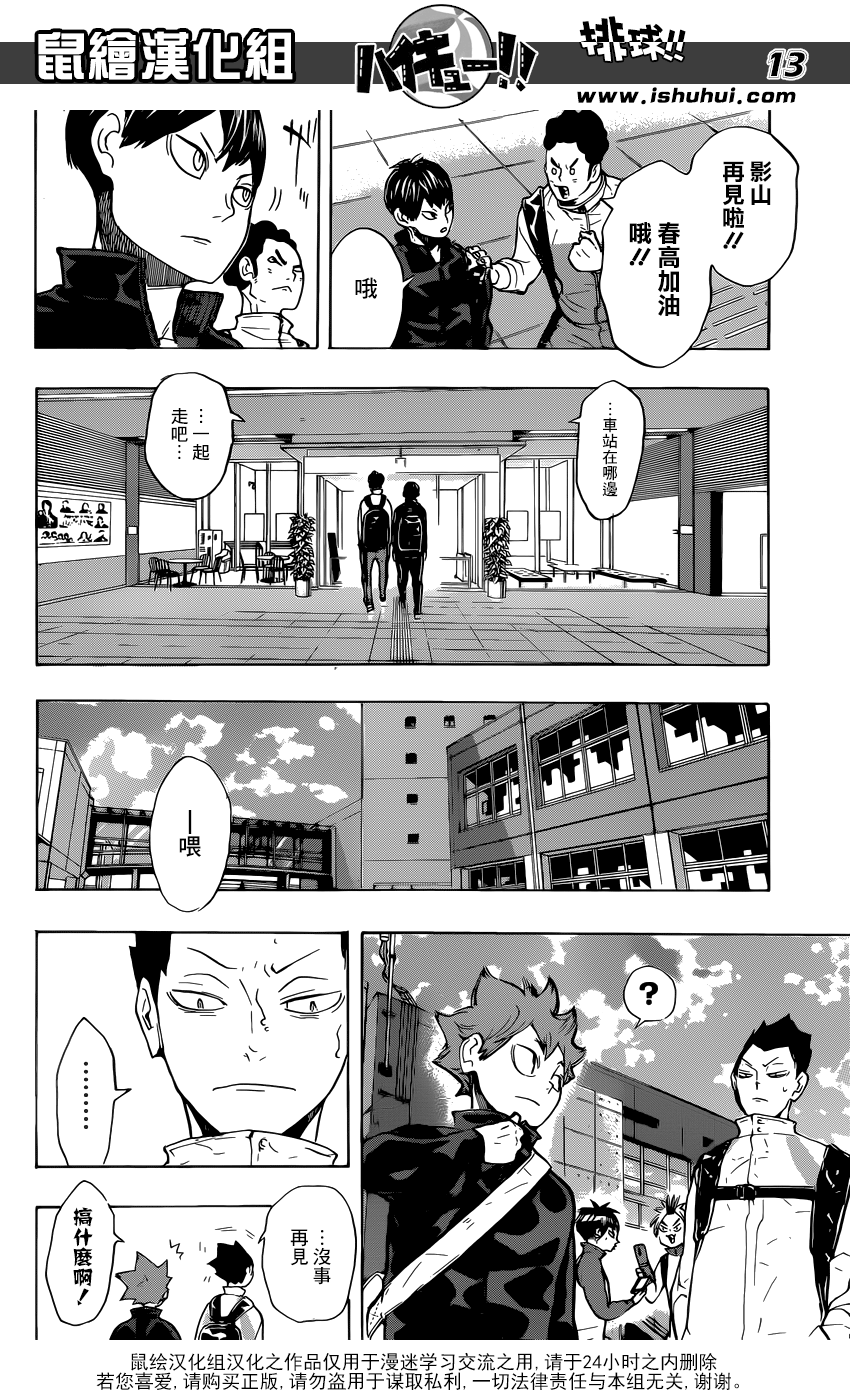 鼠繪漢化組
ハイキュー!!
排球!!
13
www.ishuhui.com
影山
再見啦!!
春高加油
哦!!
哦
…車站在哪邊
…一起
走吧…
—喂
?
………
…沒事
再見
搞什麼啊!
鼠绘汉化组汉化之作品仅用于漫迷学习交流之用,请于24小时之内删除
若您喜爱,请购买正版,请勿盗用于谋取私利,一切法律责任与本组无关,谢谢。